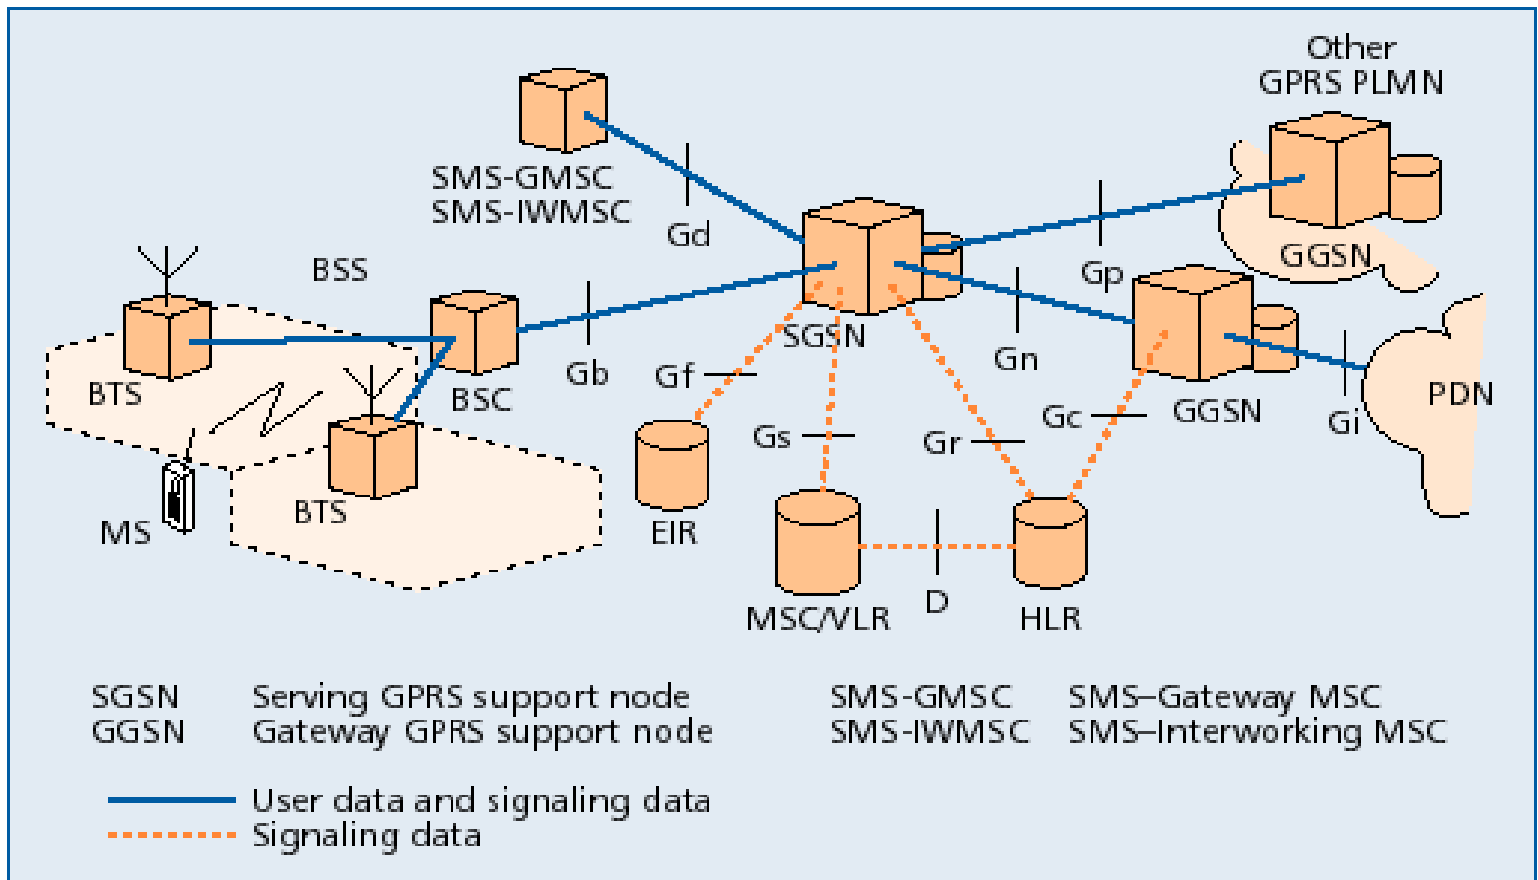 Other
GPRS PLMN
SMS-GMSC
SMS-IWMSC
Gd
BSS
Gp
GGSN
SGSN
Gn
Gb
Gf
BTS
BSC
Gc
GGSN
Gi
PDN
Gs
Gr
MS
BTS
EIR
D
MSC/VLR
HLR
SGSN Serving GPRS support node
GGSN Gateway GPRS support node
SMS-GMSC SMS–Gateway MSC
SMS-IWMSC SMS–Interworking MSC
User data and signaling data
Signaling data